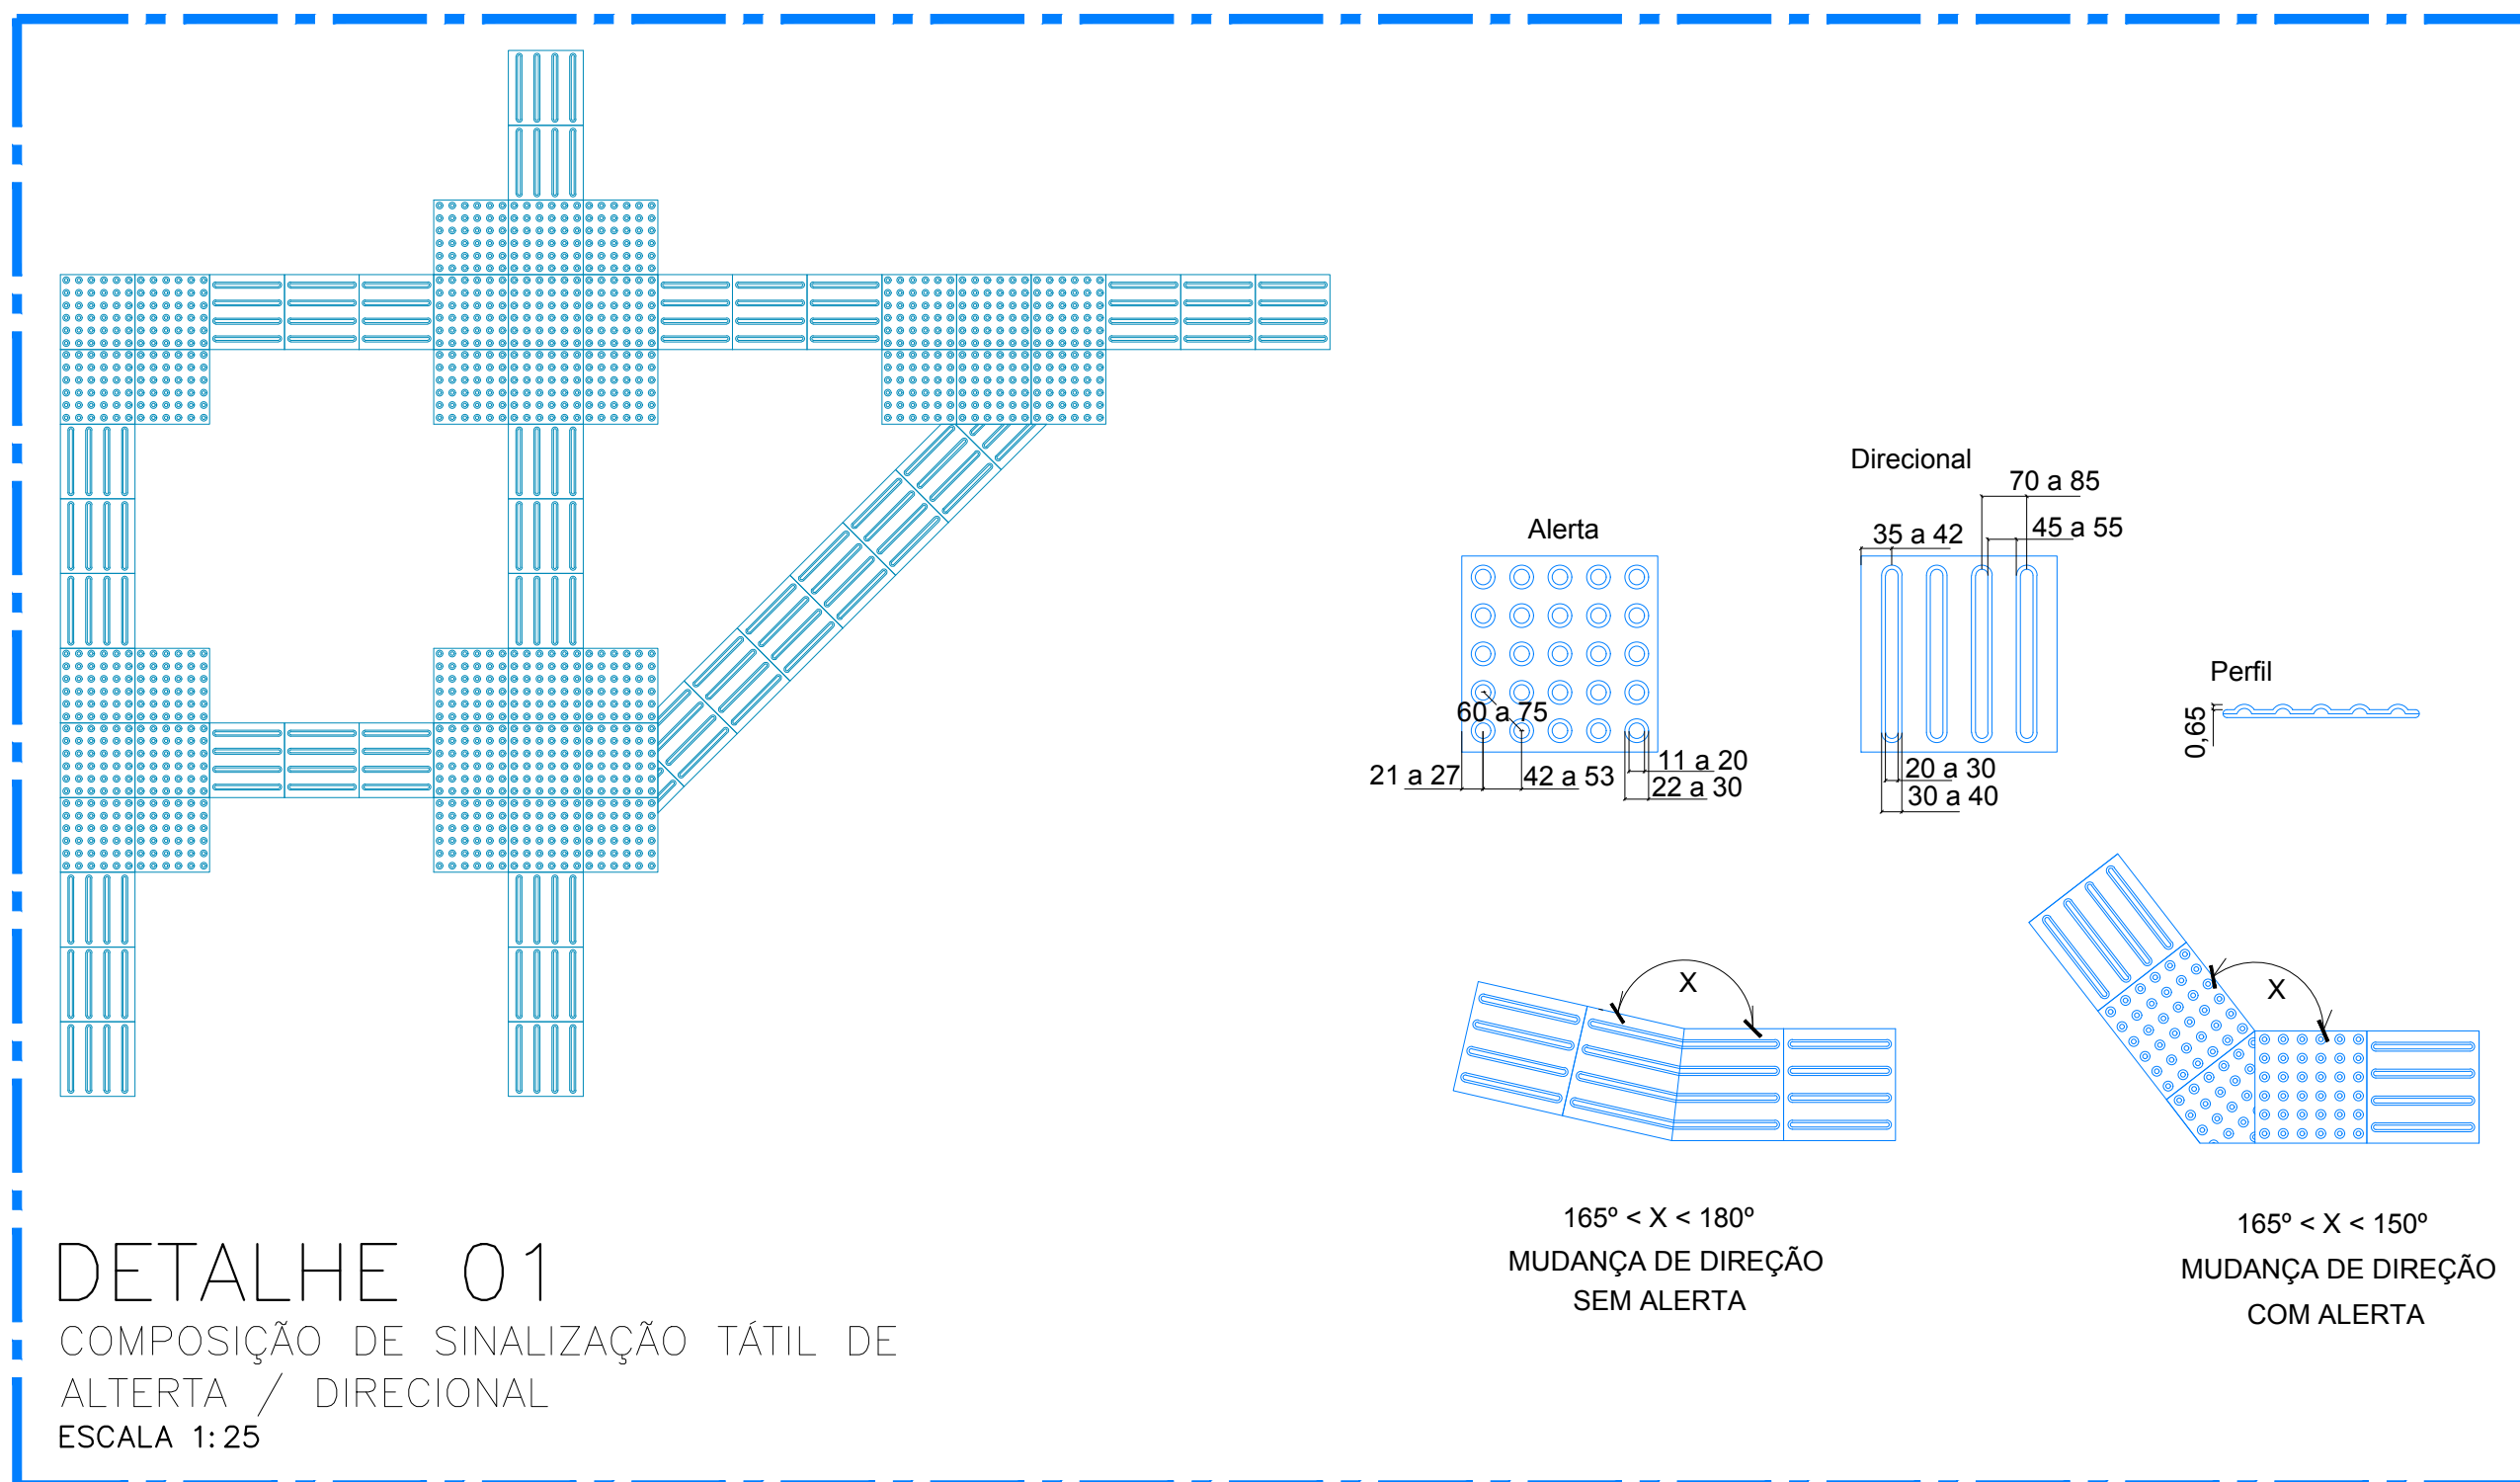 Direcional
70 a 85
35 a 42
45 a 55
Alerta
60 a 75
21 a 27
42 a 53
11 a 20
22 a 30
20 a 30
30 a 40
Perfil
0,65
X
X
165º < X < 180º
MUDANÇA DE DIREÇÃO
SEM ALERTA
165º < X < 150º
MUDANÇA DE DIREÇÃO
COM ALERTA
DETALHE 01
COMPOSIÇÃO DE SINALIZAÇÃO TÁTIL DE
ALTERTA / DIRECIONAL
ESCALA 1:25